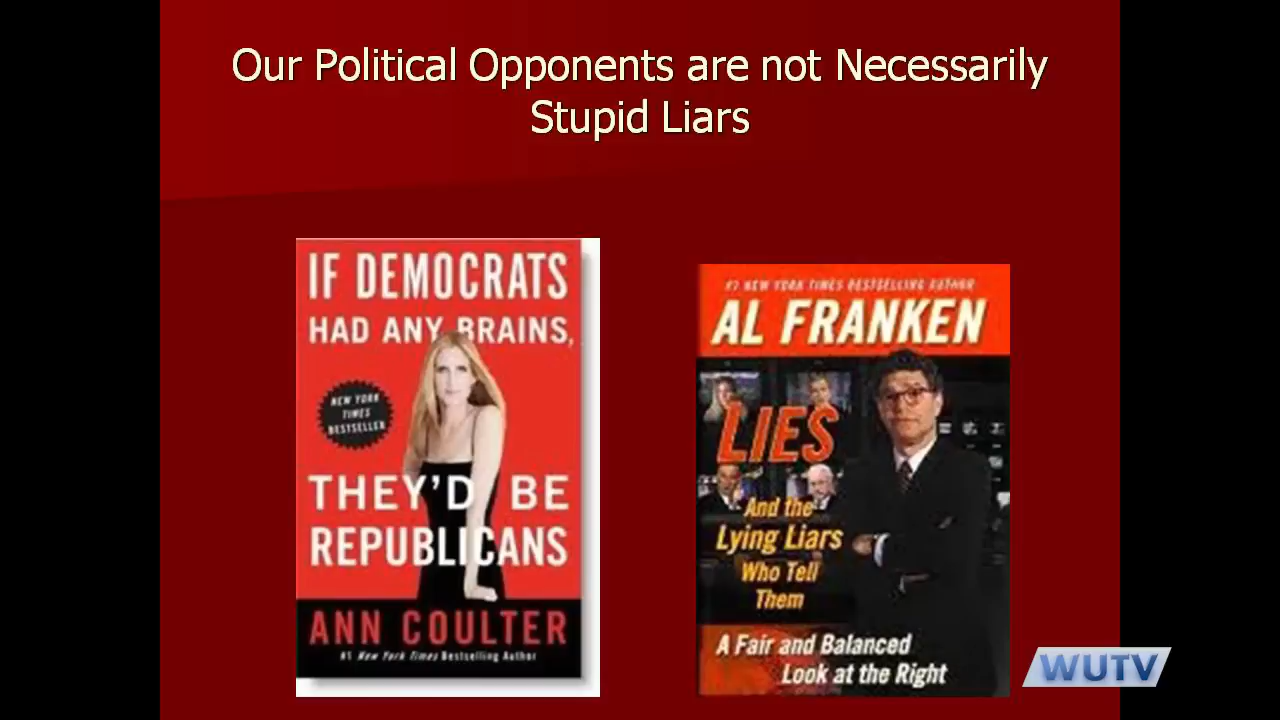 Our Political Opponents are not Necessarily
Stupid Liars
IF DEMOCRATS
HAD ANY BRAINS,
NEW YORK
TIMES
BESTSELLER
THEY'D BE
REPUBLICANS
ANN COULTER
#1 New York Times Bestselling Author
#1 NEW YORK TIMES BESTSELLING AUTHOR
AL FRANKEN
LIES
And the
Lying Liars
Who Tell
Them
A Fair and Balanced
Look at the Right
WUTV